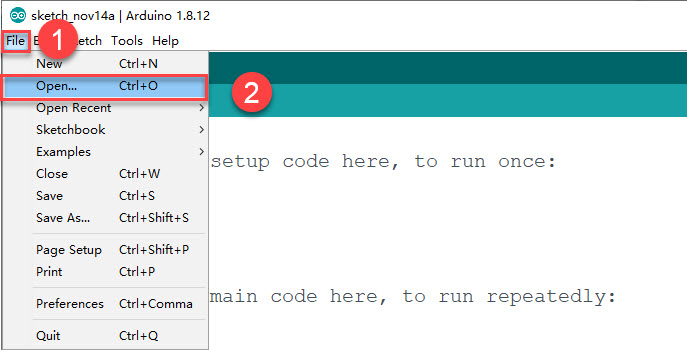 sketch_nov14a | Arduino 1.8.12
File E ketch Tools Help
1
New Ctrl+N
Open... Ctrl+O
2
Open Recent
Sketchbook
Examples
Close Ctrl+W
Save Ctrl+S
Save As... Ctrl+Shift+S
Page Setup Ctrl+Shift+P
Print Ctrl+P
Preferences Ctrl+Comma
Quit Ctrl+Q
setup code here, to run once:
main code here, to run repeatedly: